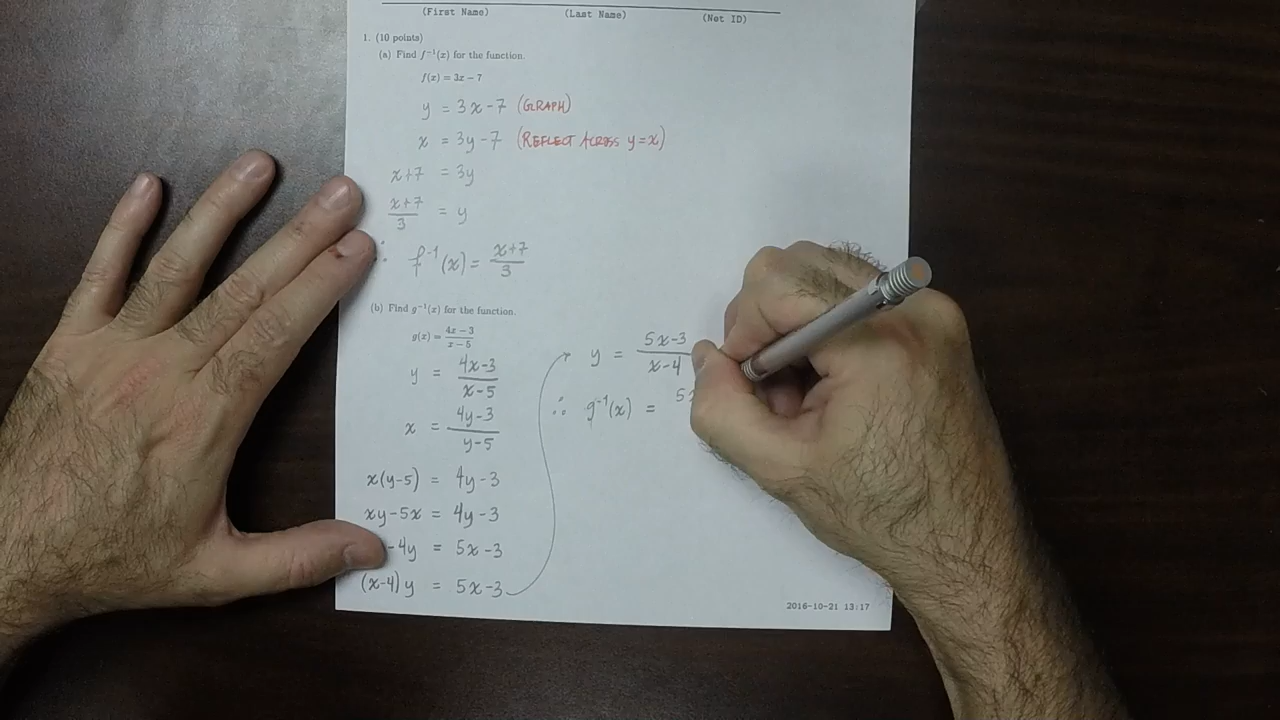 (First Name) (Last Name) (Net ID)
1. (10 points)
(a) Find f⁻¹(x) for the function.
f(x) = 3x − 7
y = 3x − 7 (GRAPH)
x = 3y − 7 (REFLECT ACROSS y = x)
x+7 = 3y
x+7
3
= y
∴ f⁻¹(x) = x+7
3
(b) Find g⁻¹(x) for the function.
g(x) = 4x − 3
x − 5
y = 4x−3
x−5
x = 4y−3
y−5
x(y−5) = 4y−3
xy−5x = 4y−3
−4y = 5x−3
(x−4)y = 5x−3
y = 5x−3
x−4
∴ g⁻¹(x) = 5x
2016-10-21 13:17